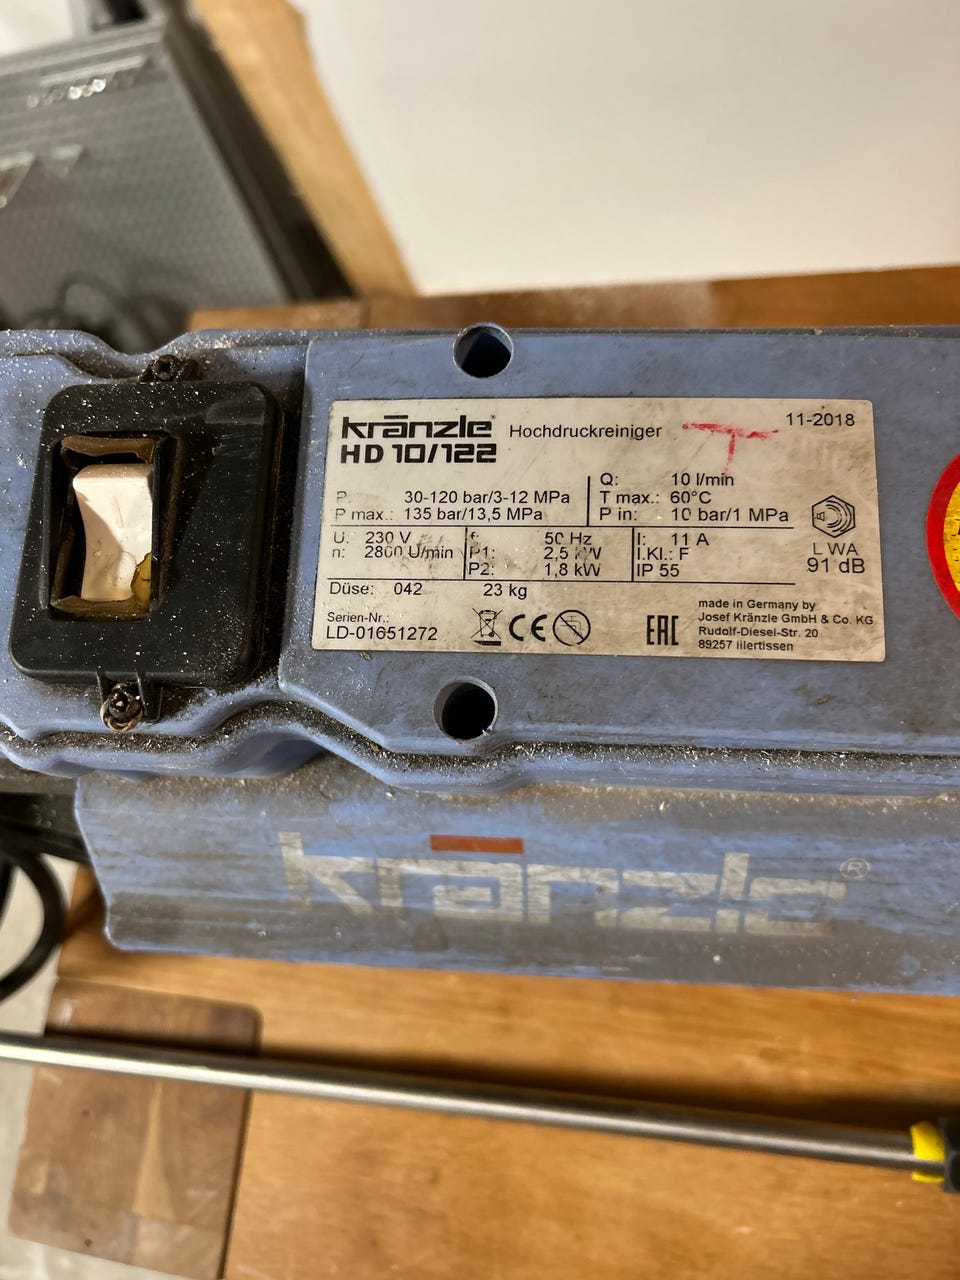 kränzle® Hochdruckreiniger T 11-2018
HD 10/122
P: 30-120 bar/3-12 MPa Q: 10 l/min
P max.: 135 bar/13,5 MPa T max.: 60°C
P in: 10 bar/1 MPa
U: 230 V f: 50 Hz I: 11 A
n: 2800 U/min P1: 2,5 kW I.Kl.: F
P2: 1,8 kW IP 55
LWA
91 dB
Düse: 042 23 kg
Serien-Nr.:
LD-01651272
CE EAC
made in Germany by
Josef Kränzle GmbH & Co. KG
Rudolf-Diesel-Str. 20
89257 Illertissen
kränzle®